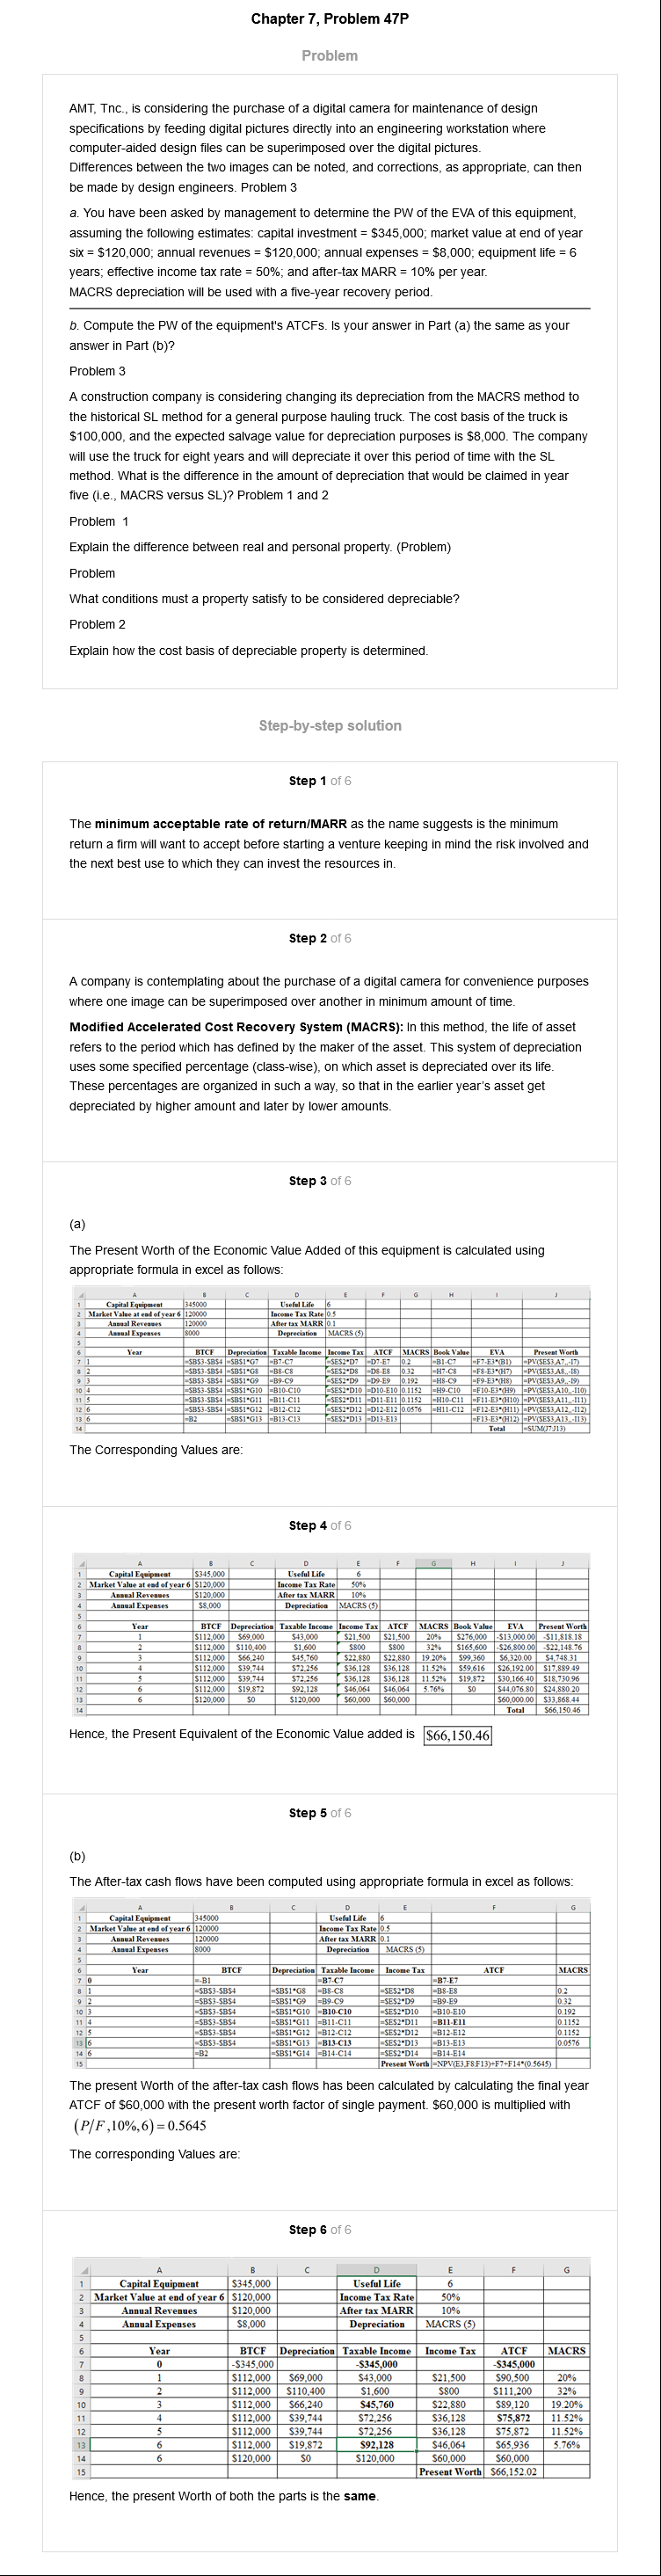 Chapter 7, Problem 47P
Problem
AMT, Tnc., is considering the purchase of a digital camera for maintenance of design
specifications by feeding digital pictures directly into an engineering workstation where
computer-aided design files can be superimposed over the digital pictures.
Differences between the two images can be noted, and corrections, as appropriate, can then
be made by design engineers. Problem 3
a. You have been asked by management to determine the PW of the EVA of this equipment,
assuming the following estimates: capital investment = $345,000; market value at end of year
six = $120,000; annual revenues = $120,000; annual expenses = $8,000; equipment life = 6
years; effective income tax rate = 50%; and after-tax MARR = 10% per year.
MACRS depreciation will be used with a five-year recovery period.
b. Compute the PW of the equipment's ATCFs. Is your answer in Part (a) the same as your
answer in Part (b)?
Problem 3
A construction company is considering changing its depreciation from the MACRS method to
the historical SL method for a general purpose hauling truck. The cost basis of the truck is
$100,000, and the expected salvage value for depreciation purposes is $8,000. The company
will use the truck for eight years and will depreciate it over this period of time with the SL
method. What is the difference in the amount of depreciation that would be claimed in year
five (i.e., MACRS versus SL)? Problem 1 and 2
Problem 1
Explain the difference between real and personal property. (Problem)
Problem
What conditions must a property satisfy to be considered depreciable?
Problem 2
Explain how the cost basis of depreciable property is determined.
Step-by-step solution
Step 1 of 6
The minimum acceptable rate of return/MARR as the name suggests is the minimum
return a firm will want to accept before starting a venture keeping in mind the risk involved and
the next best use to which they can invest the resources in.
Step 2 of 6
A company is contemplating about the purchase of a digital camera for convenience purposes
where one image can be superimposed over another in minimum amount of time.
Modified Accelerated Cost Recovery System (MACRS): In this method, the life of asset
refers to the period which has defined by the maker of the asset. This system of depreciation
uses some specified percentage (class-wise), on which asset is depreciated over its life.
These percentages are organized in such a way, so that in the earlier year's asset get
depreciated by higher amount and later by lower amounts.
Step 3 of 6
(a)
The Present Worth of the Economic Value Added of this equipment is calculated using
appropriate formula in excel as follows:
A B C D E F G H I J
1 Capital Equipment 345000 Useful Life 6
2 Market Value at end of year 6 120000 Income Tax Rate 0.5
3 Annual Revenues 120000 After tax MARR 0.1
4 Annual Expenses 8000 Depreciation MACRS (5)
5
6 Year BTCF Depreciation Taxable Income Income Tax ATCF MACRS Book Value EVA Present Worth
7 1 =$B$3-$B$4 =$B$1*G7 =B7-C7 =$E$2*D7 =D7-E7 0.2 =B1-C7 =F7-E3*(B1) =PV($E$3,A7,,-I7)
8 2 =$B$3-$B$4 =$B$1*G8 =B8-C8 =$E$2*D8 =D8-E8 0.32 =H7-C8 =F8-E3*(H7) =PV($E$3,A8,,-I8)
9 3 =$B$3-$B$4 =$B$1*G9 =B9-C9 =$E$2*D9 =D9-E9 0.192 =H8-C9 =F9-E3*(H8) =PV($E$3,A9,,-I9)
10 4 =$B$3-$B$4 =$B$1*G10 =B10-C10 =$E$2*D10 =D10-E10 0.1152 =H9-C10 =F10-E3*(H9) =PV($E$3,A10,,-I10)
11 5 =$B$3-$B$4 =$B$1*G11 =B11-C11 =$E$2*D11 =D11-E11 0.1152 =H10-C11 =F11-E3*(H10) =PV($E$3,A11,,-I11)
12 6 =$B$3-$B$4 =$B$1*G12 =B12-C12 =$E$2*D12 =D12-E12 0.0576 =H11-C12 =F12-E3*(H11) =PV($E$3,A12,,-I12)
13 6 =B2 =$B$1*G13 =B13-C13 =$E$2*D13 =D13-E13 =F13-E3*(H12) =PV($E$3,A13,,-I13)
14 Total =SUM(J7:J13)
The Corresponding Values are:
Step 4 of 6
A B C D E F G H I J
1 Capital Equipment $345,000 Useful Life 6
2 Market Value at end of year 6 $120,000 Income Tax Rate 50%
3 Annual Revenues $120,000 After tax MARR 10%
4 Annual Expenses $8,000 Depreciation MACRS (5)
5
6 Year BTCF Depreciation Taxable Income Income Tax ATCF MACRS Book Value EVA Present Worth
7 1 $112,000 $69,000 $43,000 $21,500 $21,500 20% $276,000 -$13,000.00 -$11,818.18
8 2 $112,000 $110,400 $1,600 $800 $800 32% $165,600 -$26,800.00 -$22,148.76
9 3 $112,000 $66,240 $45,760 $22,880 $22,880 19.20% $99,360 $6,320.00 $4,748.31
10 4 $112,000 $39,744 $72,256 $36,128 $36,128 11.52% $59,616 $26,192.00 $17,889.49
11 5 $112,000 $39,744 $72,256 $36,128 $36,128 11.52% $19,872 $30,166.40 $18,730.96
12 6 $112,000 $19,872 $92,128 $46,064 $46,064 5.76% $0 $44,076.80 $24,880.20
13 6 $120,000 $0 $120,000 $60,000 $60,000 $60,000.00 $33,868.44
14 Total $66,150.46
Hence, the Present Equivalent of the Economic Value added is $66,150.46
Step 5 of 6
(b)
The After-tax cash flows have been computed using appropriate formula in excel as follows:
A B C D E F G
1 Capital Equipment 345000 Useful Life 6
2 Market Value at end of year 6 120000 Income Tax Rate 0.5
3 Annual Revenues 120000 After tax MARR 0.1
4 Annual Expenses 8000 Depreciation MACRS (5)
5
6 Year BTCF Depreciation Taxable Income Income Tax ATCF MACRS
7 0 =-B1 =B7-C7 =B7-E7
8 1 =$B$3-$B$4 =$B$1*G8 =B8-C8 =$E$2*D8 =B8-E8 0.2
9 2 =$B$3-$B$4 =$B$1*G9 =B9-C9 =$E$2*D9 =B9-E9 0.32
10 3 =$B$3-$B$4 =$B$1*G10 =B10-C10 =$E$2*D10 =B10-E10 0.192
11 4 =$B$3-$B$4 =$B$1*G11 =B11-C11 =$E$2*D11 =B11-E11 0.1152
12 5 =$B$3-$B$4 =$B$1*G12 =B12-C12 =$E$2*D12 =B12-E12 0.1152
13 6 =$B$3-$B$4 =$B$1*G13 =B13-C13 =$E$2*D13 =B13-E13 0.0576
14 6 =B2 =$B$1*G14 =B14-C14 =$E$2*D14 =B14-E14
15 Present Worth =NPV(E3,F8:F13)+F7+F14*(0.5645)
The present Worth of the after-tax cash flows has been calculated by calculating the final year
ATCF of $60,000 with the present worth factor of single payment. $60,000 is multiplied with
(P/F,10%,6) = 0.5645
The corresponding Values are:
Step 6 of 6
A B C D E F G
1 Capital Equipment $345,000 Useful Life 6
2 Market Value at end of year 6 $120,000 Income Tax Rate 50%
3 Annual Revenues $120,000 After tax MARR 10%
4 Annual Expenses $8,000 Depreciation MACRS (5)
5
6 Year BTCF Depreciation Taxable Income Income Tax ATCF MACRS
7 0 -$345,000 -$345,000 -$345,000
8 1 $112,000 $69,000 $43,000 $21,500 $90,500 20%
9 2 $112,000 $110,400 $1,600 $800 $111,200 32%
10 3 $112,000 $66,240 $45,760 $22,880 $89,120 19.20%
11 4 $112,000 $39,744 $72,256 $36,128 $75,872 11.52%
12 5 $112,000 $39,744 $72,256 $36,128 $75,872 11.52%
13 6 $112,000 $19,872 $92,128 $46,064 $65,936 5.76%
14 6 $120,000 $0 $120,000 $60,000 $60,000
15 Present Worth $66,152.02
Hence, the present Worth of both the parts is the same.